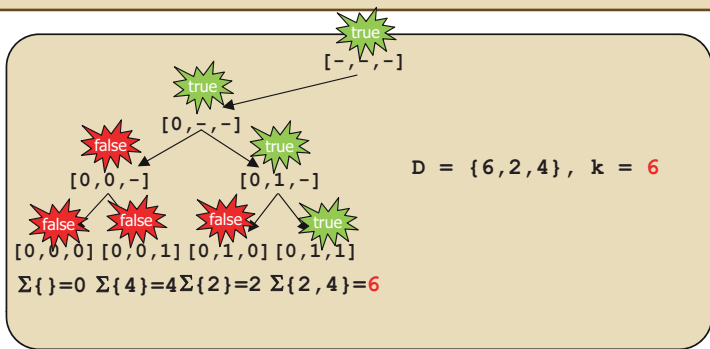 true
[-,-,-]
true
[0,-,-]
false true
[0,0,-] [0,1,-]
D = {6,2,4}, k = 6
false false false true
[0,0,0] [0,0,1] [0,1,0] [0,1,1]
Σ{}=0 Σ{4}=4 Σ{2}=2 Σ{2,4}=6